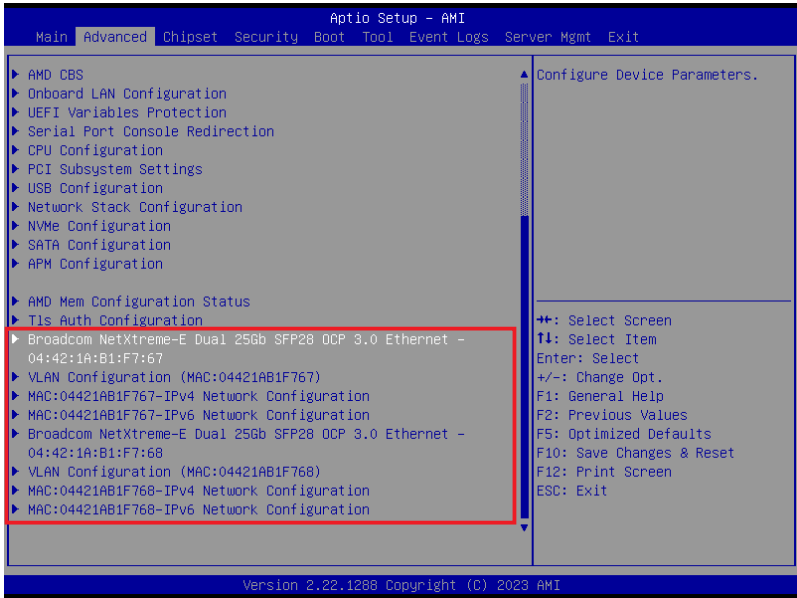 Aptio Setup – AMI
Main Advanced Chipset Security Boot Tool Event Logs Server Mgmt Exit
AMD CBS
Onboard LAN Configuration
UEFI Variables Protection
Serial Port Console Redirection
CPU Configuration
PCI Subsystem Settings
USB Configuration
Network Stack Configuration
NVMe Configuration
SATA Configuration
APM Configuration
AMD Mem Configuration Status
Tls Auth Configuration
Broadcom NetXtreme-E Dual 25Gb SFP28 OCP 3.0 Ethernet –
04:42:1A:B1:F7:67
VLAN Configuration (MAC:04421AB1F767)
MAC:04421AB1F767-IPv4 Network Configuration
MAC:04421AB1F767-IPv6 Network Configuration
Broadcom NetXtreme-E Dual 25Gb SFP28 OCP 3.0 Ethernet –
04:42:1A:B1:F7:68
VLAN Configuration (MAC:04421AB1F768)
MAC:04421AB1F768-IPv4 Network Configuration
MAC:04421AB1F768-IPv6 Network Configuration
Configure Device Parameters.
→←: Select Screen
↑↓: Select Item
Enter: Select
+/-: Change Opt.
F1: General Help
F2: Previous Values
F5: Optimized Defaults
F10: Save Changes & Reset
F12: Print Screen
ESC: Exit
Version 2.22.1288 Copyright (C) 2023 AMI